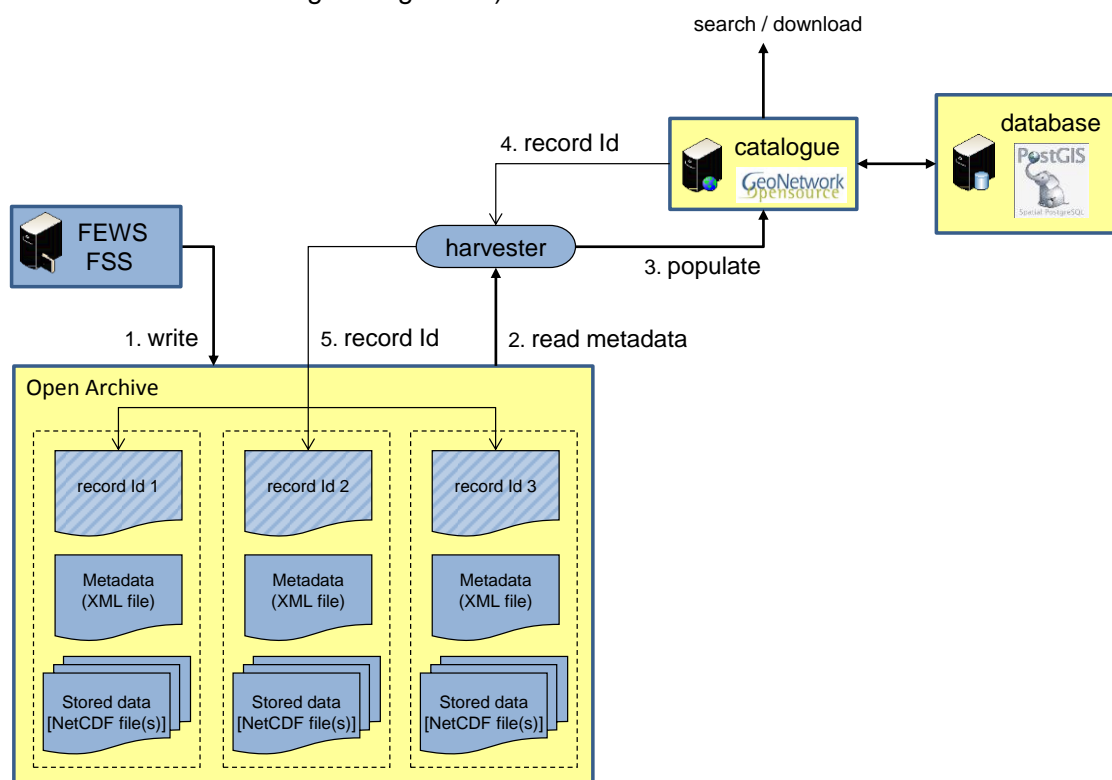 search / download
database
PostGIS
Spatial PostgreSQL
4. record Id
catalogue
GeoNetwork
Opensource
FEWS
FSS
harvester
3. populate
1. write
5. record Id
2. read metadata
Open Archive
record Id 1
record Id 2
record Id 3
Metadata
(XML file)
Metadata
(XML file)
Metadata
(XML file)
Stored data
[NetCDF file(s)]
Stored data
[NetCDF file(s)]
Stored data
[NetCDF file(s)]